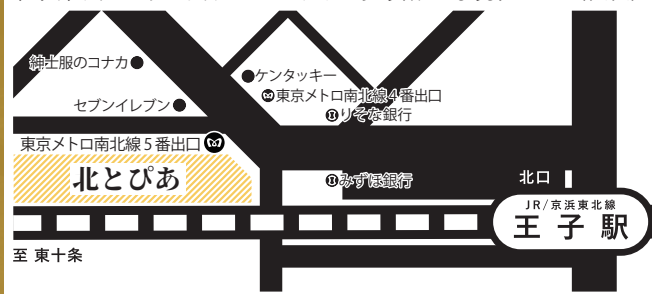 紳士服のコナカ
ケンタッキー
東京メトロ南北線4番出口
セブンイレブン
りそな銀行
東京メトロ南北線5番出口
北とぴあ
みずほ銀行
北口
JR/京浜東北線
王子駅
至 東十条